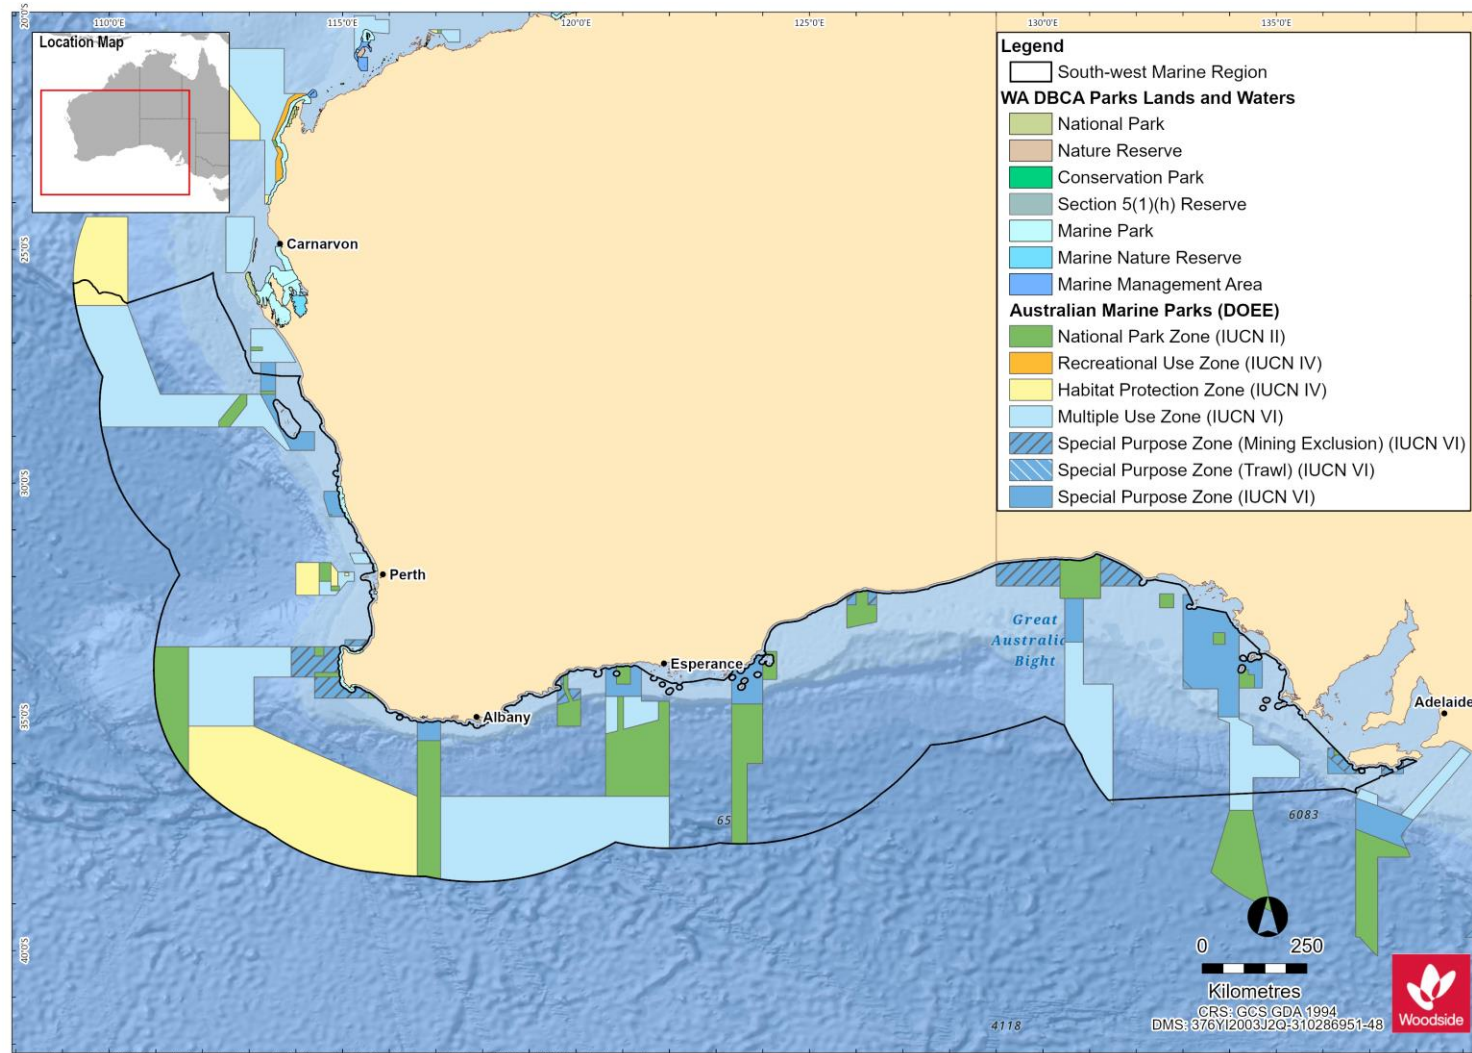 110°0'E 115°0'E 120°0'E 125°0'E 130°0'E 135°0'E
20°0'S
25°0'S
30°0'S
35°0'S
40°0'S
Location Map
Legend
South-west Marine Region
WA DBCA Parks Lands and Waters
National Park
Nature Reserve
Conservation Park
Section 5(1)(h) Reserve
Marine Park
Marine Nature Reserve
Marine Management Area
Australian Marine Parks (DOEE)
National Park Zone (IUCN II)
Recreational Use Zone (IUCN IV)
Habitat Protection Zone (IUCN IV)
Multiple Use Zone (IUCN VI)
Special Purpose Zone (Mining Exclusion) (IUCN VI)
Special Purpose Zone (Trawl) (IUCN VI)
Special Purpose Zone (IUCN VI)
Carnarvon
Perth
Great
Australia
Bight
Esperance
Albany
Adelaide
65
6083
4118
0 250
Kilometres
CRS: GCS GDA 1994
DMS: 376YI2003J2Q-310286951-48
Woodside